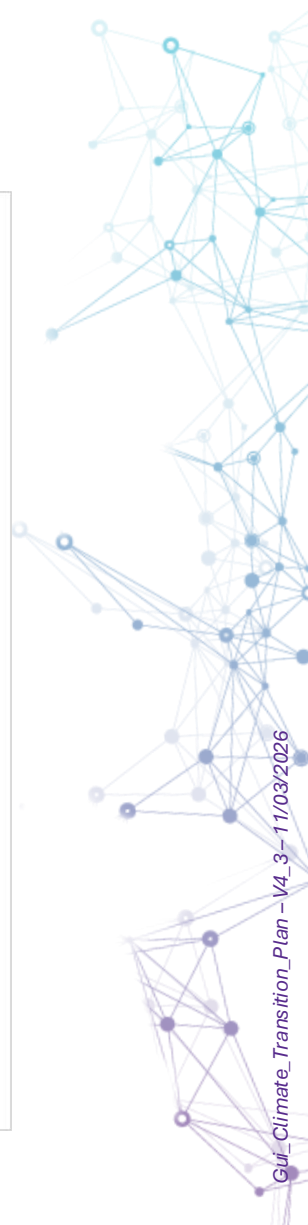 Gui_Climate_Transition_Plan – V4_3 – 11/03/2026